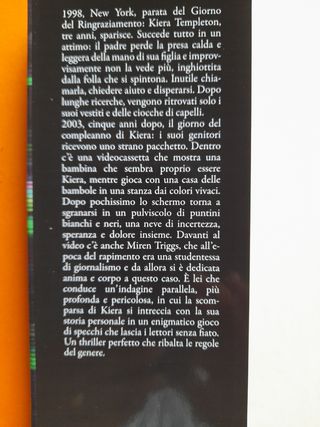 1998, New York, parata del Giorno
del Ringraziamento: Kiera Templeton,
tre anni, sparisce. Succede tutto in un
attimo: il padre perde la presa calda e
leggera della mano di sua figlia e improv-
visamente non la vede più, inghiottita
dalla folla che si spintona. Inutile chia-
marla, chiedere aiuto e disperarsi. Dopo
lunghe ricerche, vengono ritrovati solo i
suoi vestiti e delle ciocche di capelli.
2003, cinque anni dopo, il giorno del
compleanno di Kiera: i suoi genitori
ricevono uno strano pacchetto. Dentro
c'è una videocassetta che mostra una
bambina che sembra proprio essere
Kiera, mentre gioca con una casa delle
bambole in una stanza dai colori vivaci.
Dopo pochissimo lo schermo torna a
sgranarsi in un pulviscolo di puntini
bianchi e neri, una neve di incertezza,
speranza e dolore insieme. Davanti al
video c'è anche Miren Triggs, che all'e-
poca del rapimento era una studentessa
di giornalismo e da allora si è dedicata
anima e corpo a questo caso. È lei che
conduce un'indagine parallela, più
profonda e pericolosa, in cui la scom-
parsa di Kiera si intreccia con la sua
storia personale in un enigmatico gioco
di specchi che lascia i lettori senza fiato.
Un thriller perfetto che ribalta le regole
del genere.